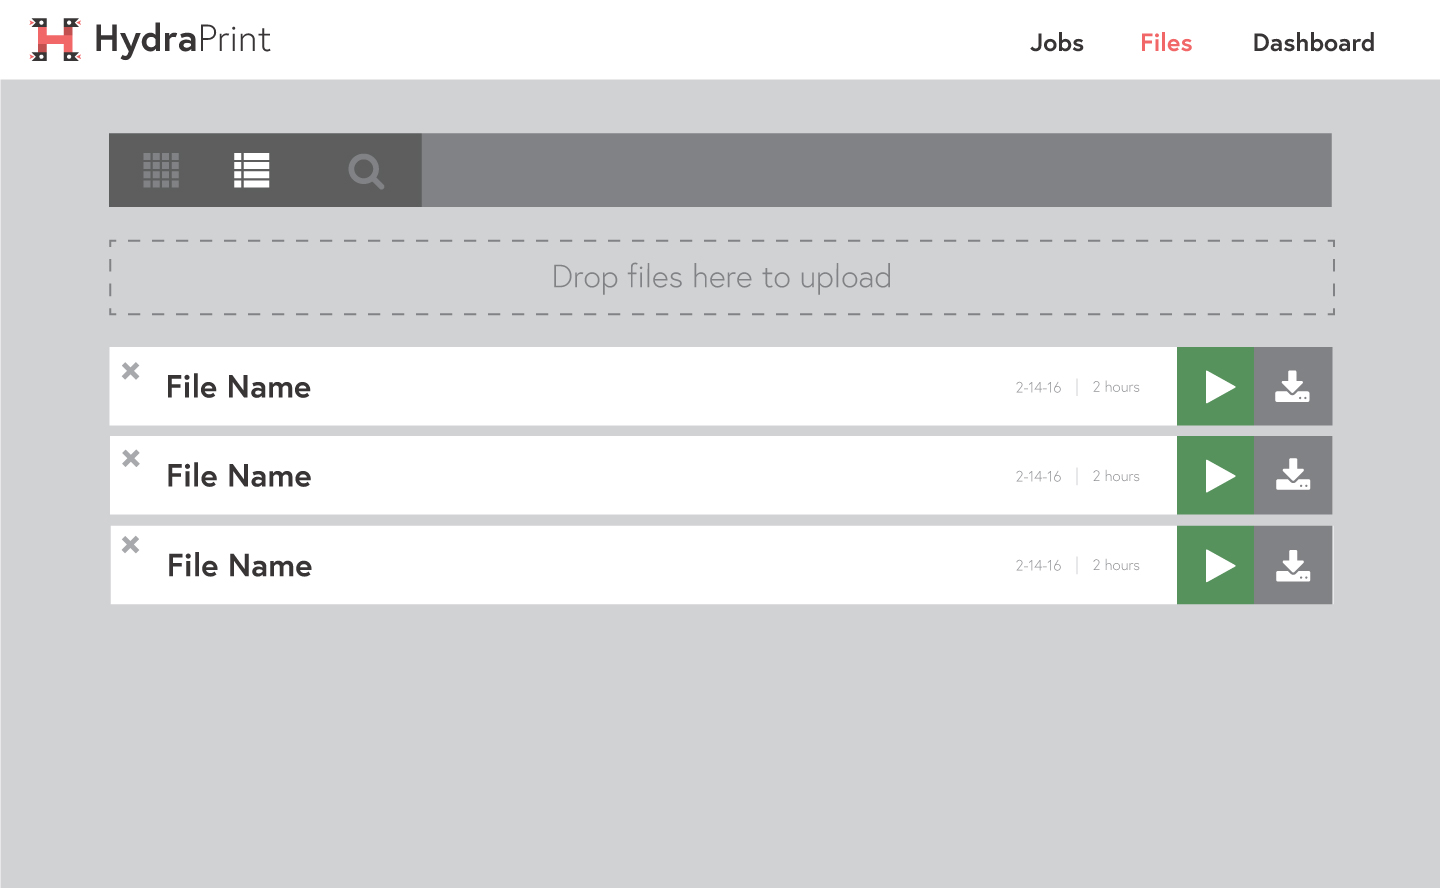 HydraPrint
Jobs Files Dashboard
Drop files here to upload
File Name 2-14-16 | 2 hours
File Name 2-14-16 | 2 hours
File Name 2-14-16 | 2 hours